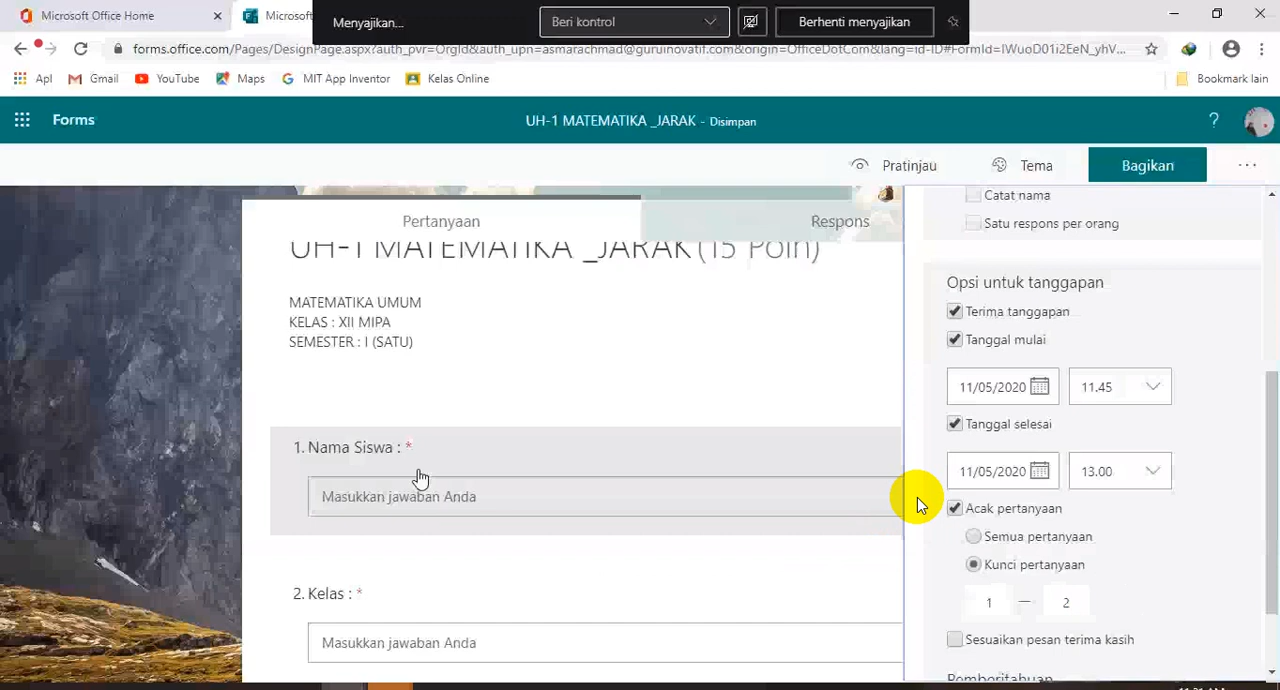 Microsoft Office Home
Microsof
Menyajikan...
Beri kontrol
Berhenti menyajikan
forms.office.com/Pages/DesignPage.aspx?auth_pvr=OrgId&auth_upn=asmarachmad@guruinovatif.com&origin=OfficeDotCom&lang=id-ID#FormId=IWuoD01i2EeN_yhV...
Apl
Gmail
YouTube
Maps
MIT App Inventor
Kelas Online
Bookmark lain
Forms
UH-1 MATEMATIKA _JARAK - Disimpan
?
Pratinjau
Tema
Bagikan
...
Pertanyaan
Respons
UH-1 MATEMATIKA _JARAK (15 Poin)
MATEMATIKA UMUM
KELAS : XII MIPA
SEMESTER : I (SATU)
1. Nama Siswa : *
Masukkan jawaban Anda
2. Kelas : *
Masukkan jawaban Anda
Catat nama
Satu respons per orang
Opsi untuk tanggapan
Terima tanggapan
Tanggal mulai
11/05/2020
11.45
Tanggal selesai
11/05/2020
13.00
Acak pertanyaan
Semua pertanyaan
Kunci pertanyaan
1 — 2
Sesuaikan pesan terima kasih
Pemberitahuan